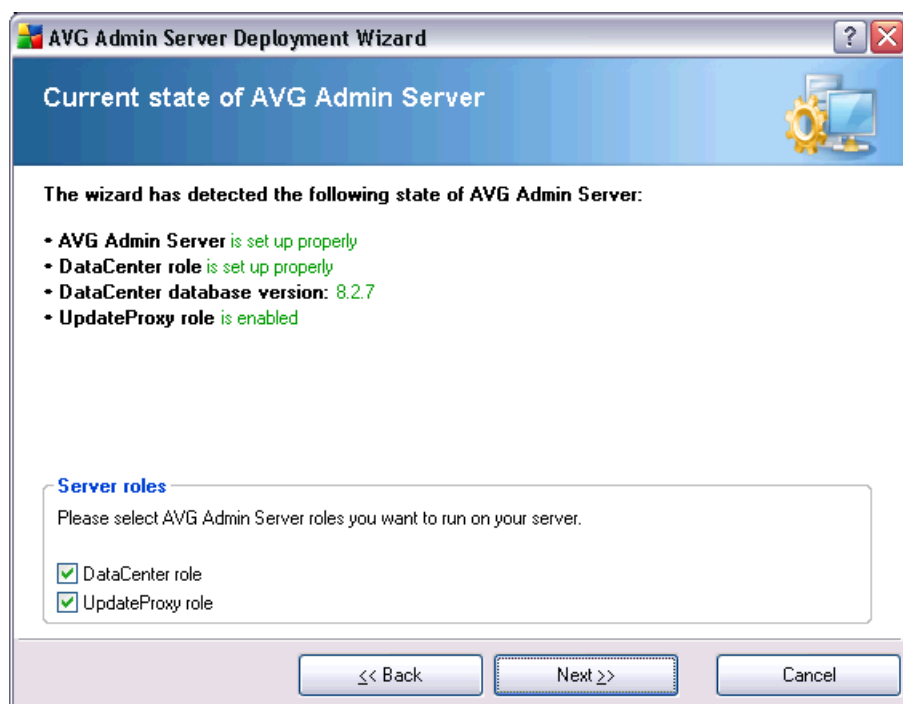 AVG Admin Server Deployment Wizard
?
Current state of AVG Admin Server
The wizard has detected the following state of AVG Admin Server:
• AVG Admin Server is set up properly
• DataCenter role is set up properly
• DataCenter database version: 8.2.7
• UpdateProxy role is enabled
Server roles
Please select AVG Admin Server roles you want to run on your server.
DataCenter role
UpdateProxy role
<< Back
Next >>
Cancel